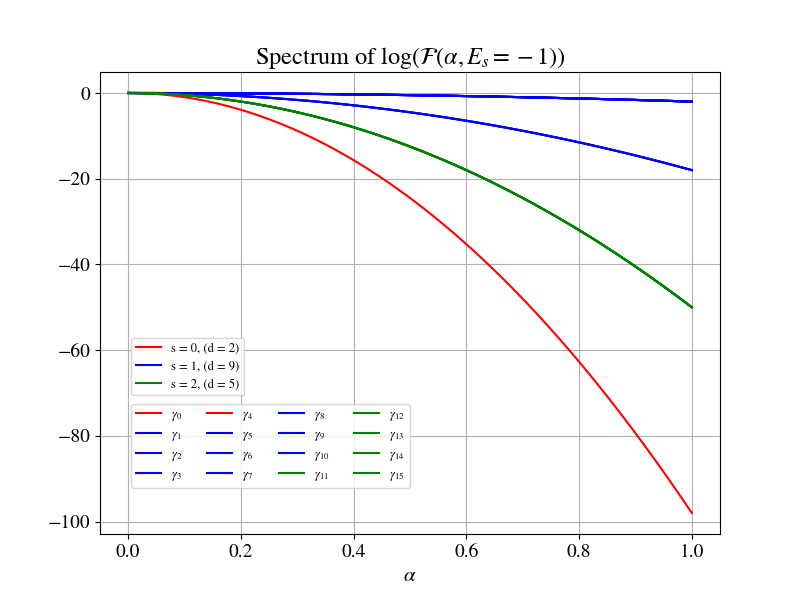 Spectrum of log(ℱ(α, E_s = −1))
0
−20
−40
−60
−80
−100
s = 0, (d = 2)
s = 1, (d = 9)
s = 2, (d = 5)
γ₀ γ₄ γ₈ γ₁₂
γ₁ γ₅ γ₉ γ₁₃
γ₂ γ₆ γ₁₀ γ₁₄
γ₃ γ₇ γ₁₁ γ₁₅
0.0 0.2 0.4 0.6 0.8 1.0
α